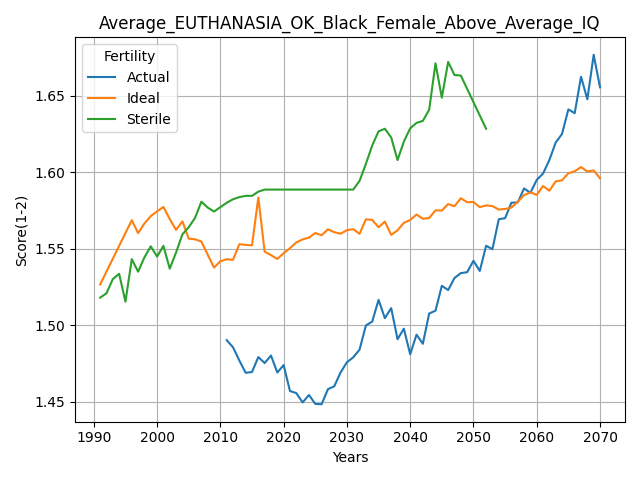 Average_EUTHANASIA_OK_Black_Female_Above_Average_IQ
Fertility
Actual
Ideal
Sterile
Score(1-2)
1.65
1.60
1.55
1.50
1.45
1990 2000 2010 2020 2030 2040 2050 2060 2070
Years